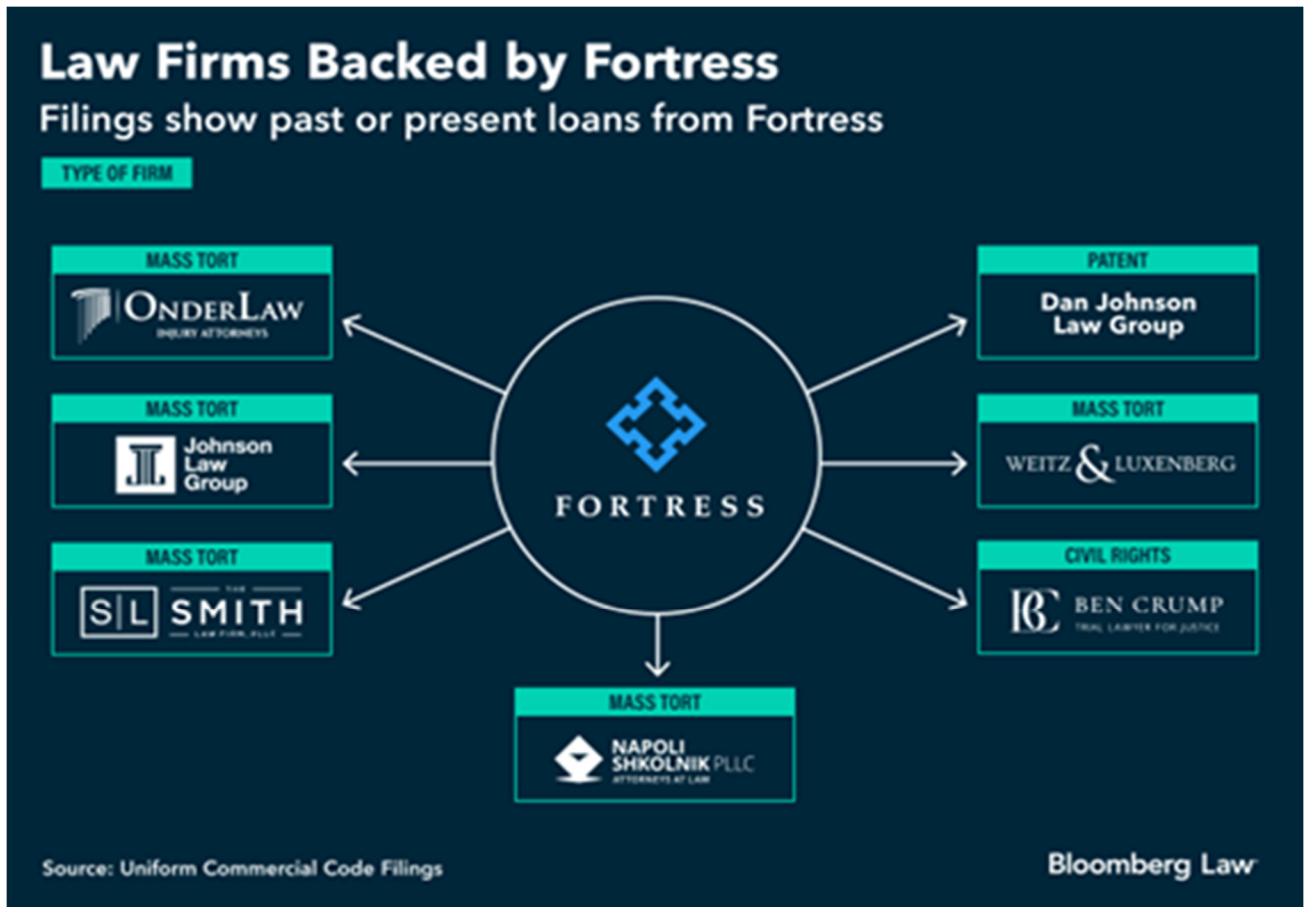 Law Firms Backed by Fortress
Filings show past or present loans from Fortress
TYPE OF FIRM
MASS TORT
ONDERLAW
INJURY ATTORNEYS
MASS TORT
Johnson
Law
Group
MASS TORT
S|L
THE
SMITH
LAW FIRM, PLLC
FORTRESS
PATENT
Dan Johnson
Law Group
MASS TORT
WEITZ & LUXENBERG
CIVIL RIGHTS
BC
BEN CRUMP
TRIAL LAWYER FOR JUSTICE
MASS TORT
NAPOLI
SHKOLNIK PLLC
ATTORNEYS AT LAW
Source: Uniform Commercial Code Filings
Bloomberg Law